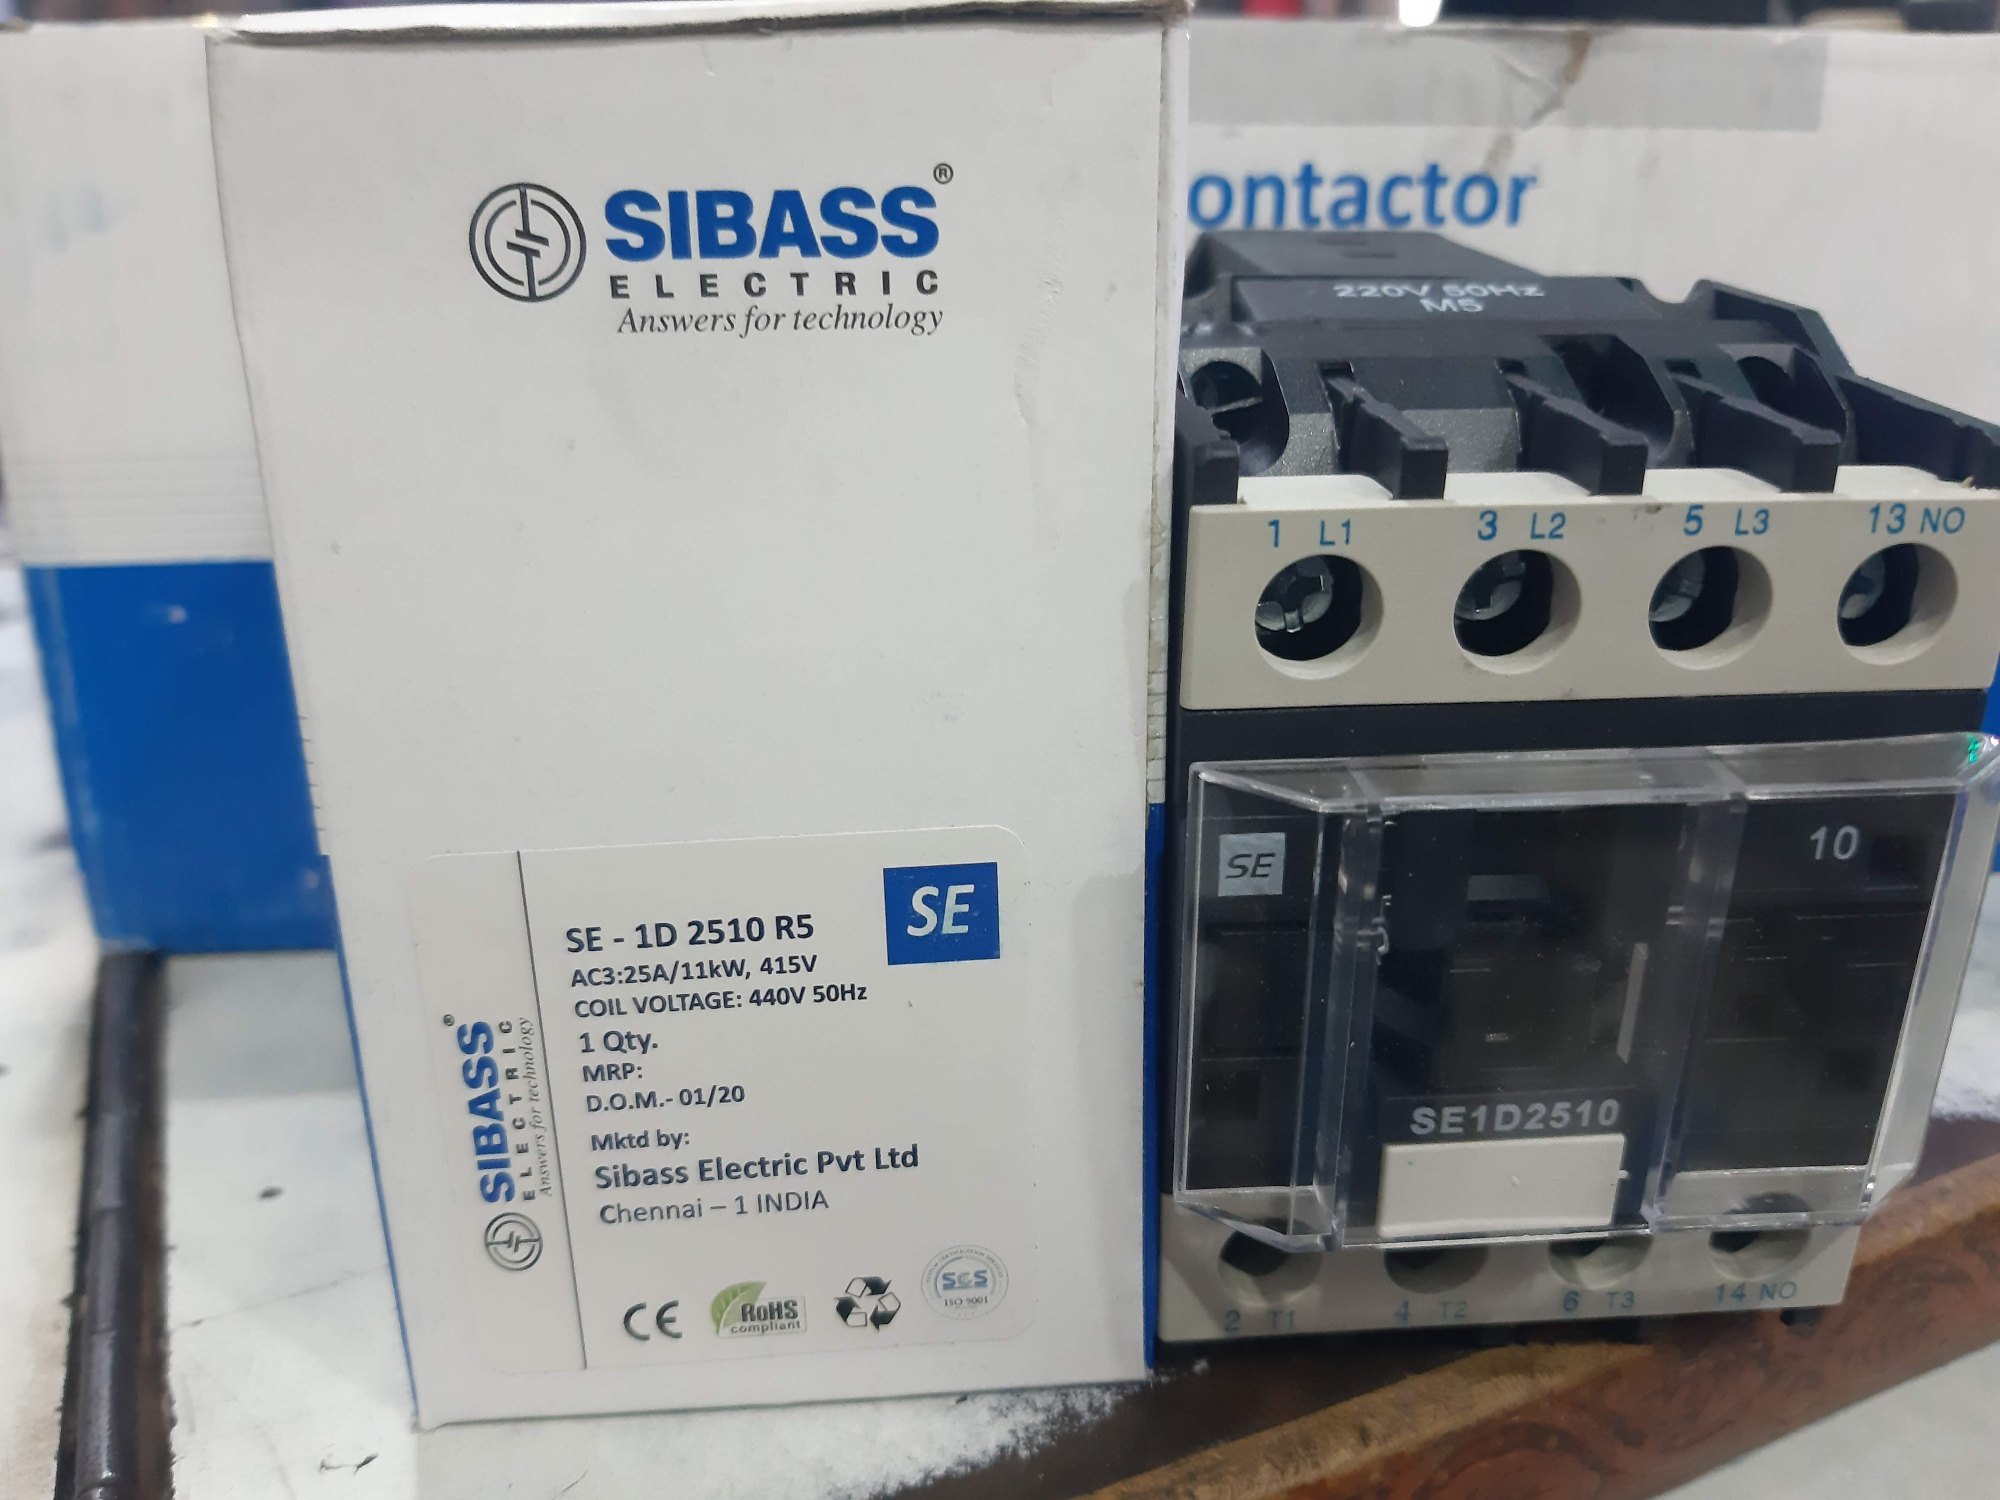 SIBASS®
ELECTRIC
Answers for technology
ontactor
220V 50Hz
M5
1 L1 3 L2 5 L3 13 NO
SE
10
SE1D2510
2 T1 4 T2 6 T3 14 NO
SE
SE - 1D 2510 R5
AC3:25A/11kW, 415V
COIL VOLTAGE: 440V 50Hz
1 Qty.
MRP:
D.O.M.- 01/20
Mktd by:
Sibass Electric Pvt Ltd
Chennai – 1 INDIA
SIBASS®
ELECTRIC
Answers for technology
CE
RoHS
compliant
SCS
ISO 9001